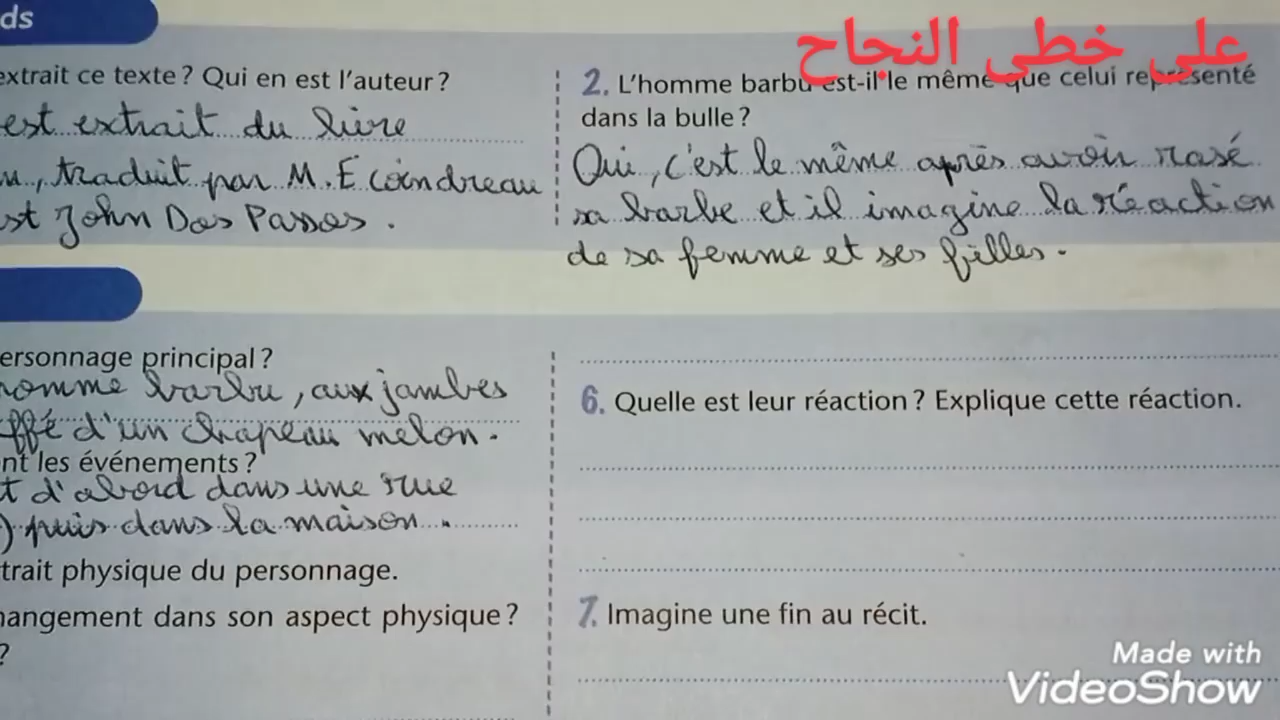 ds
على خطى النجاح
extrait ce texte? Qui en est l'auteur?
est extrait du livre
, traduit par M. E Coindreau
st John Dos Passos.
2. L'homme barbu est-il le même que celui représenté
dans la bulle?
Oui, c'est le même après avoir rasé
sa barbe et il imagine la réaction
de sa femme et ses filles.
ersonnage principal?
homme barbu, aux jambes
ffé d'un chapeau melon.
nt les événements?
t d'abord dans une rue
) puis dans la maison.
trait physique du personnage.
hangement dans son aspect physique?
?
6. Quelle est leur réaction? Explique cette réaction.
7. Imagine une fin au récit.
Made with
VideoShow